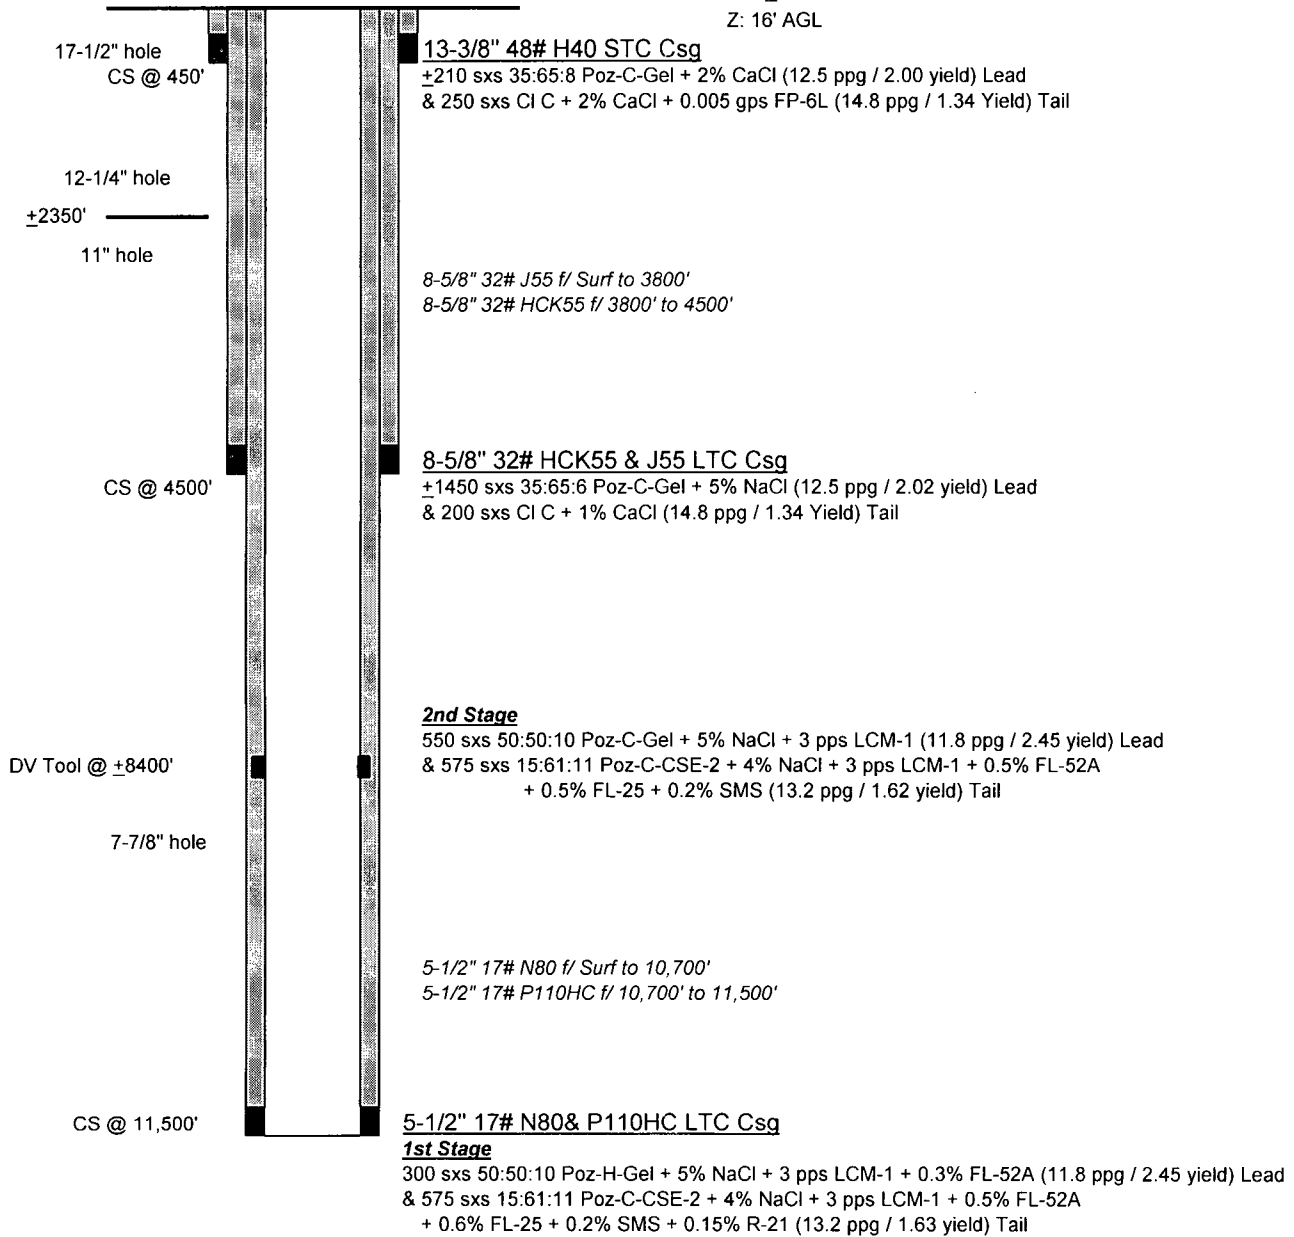 Z: 16' AGL
17-1/2" hole
CS @ 450'
13-3/8" 48# H40 STC Csg
+210 sxs 35:65:8 Poz-C-Gel + 2% CaCl (12.5 ppg / 2.00 yield) Lead
& 250 sxs Cl C + 2% CaCl + 0.005 gps FP-6L (14.8 ppg / 1.34 Yield) Tail
12-1/4" hole
+2350'
11" hole
8-5/8" 32# J55 f/ Surf to 3800'
8-5/8" 32# HCK55 f/ 3800' to 4500'
CS @ 4500'
8-5/8" 32# HCK55 & J55 LTC Csg
+1450 sxs 35:65:6 Poz-C-Gel + 5% NaCl (12.5 ppg / 2.02 yield) Lead
& 200 sxs Cl C + 1% CaCl (14.8 ppg / 1.34 Yield) Tail
2nd Stage
550 sxs 50:50:10 Poz-C-Gel + 5% NaCl + 3 pps LCM-1 (11.8 ppg / 2.45 yield) Lead
& 575 sxs 15:61:11 Poz-C-CSE-2 + 4% NaCl + 3 pps LCM-1 + 0.5% FL-52A
+ 0.5% FL-25 + 0.2% SMS (13.2 ppg / 1.62 yield) Tail
DV Tool @ +8400'
7-7/8" hole
5-1/2" 17# N80 f/ Surf to 10,700'
5-1/2" 17# P110HC f/ 10,700' to 11,500'
CS @ 11,500'
5-1/2" 17# N80& P110HC LTC Csg
1st Stage
300 sxs 50:50:10 Poz-H-Gel + 5% NaCl + 3 pps LCM-1 + 0.3% FL-52A (11.8 ppg / 2.45 yield) Lead
& 575 sxs 15:61:11 Poz-C-CSE-2 + 4% NaCl + 3 pps LCM-1 + 0.5% FL-52A
+ 0.6% FL-25 + 0.2% SMS + 0.15% R-21 (13.2 ppg / 1.63 yield) Tail